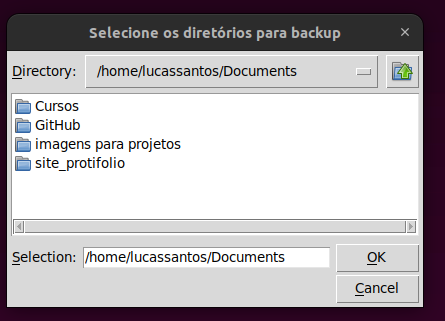 Selecione os diretórios para backup
Directory: /home/lucassantos/Documents
Cursos
GitHub
imagens para projetos
site_protifolio
Selection: /home/lucassantos/Documents
OK
Cancel